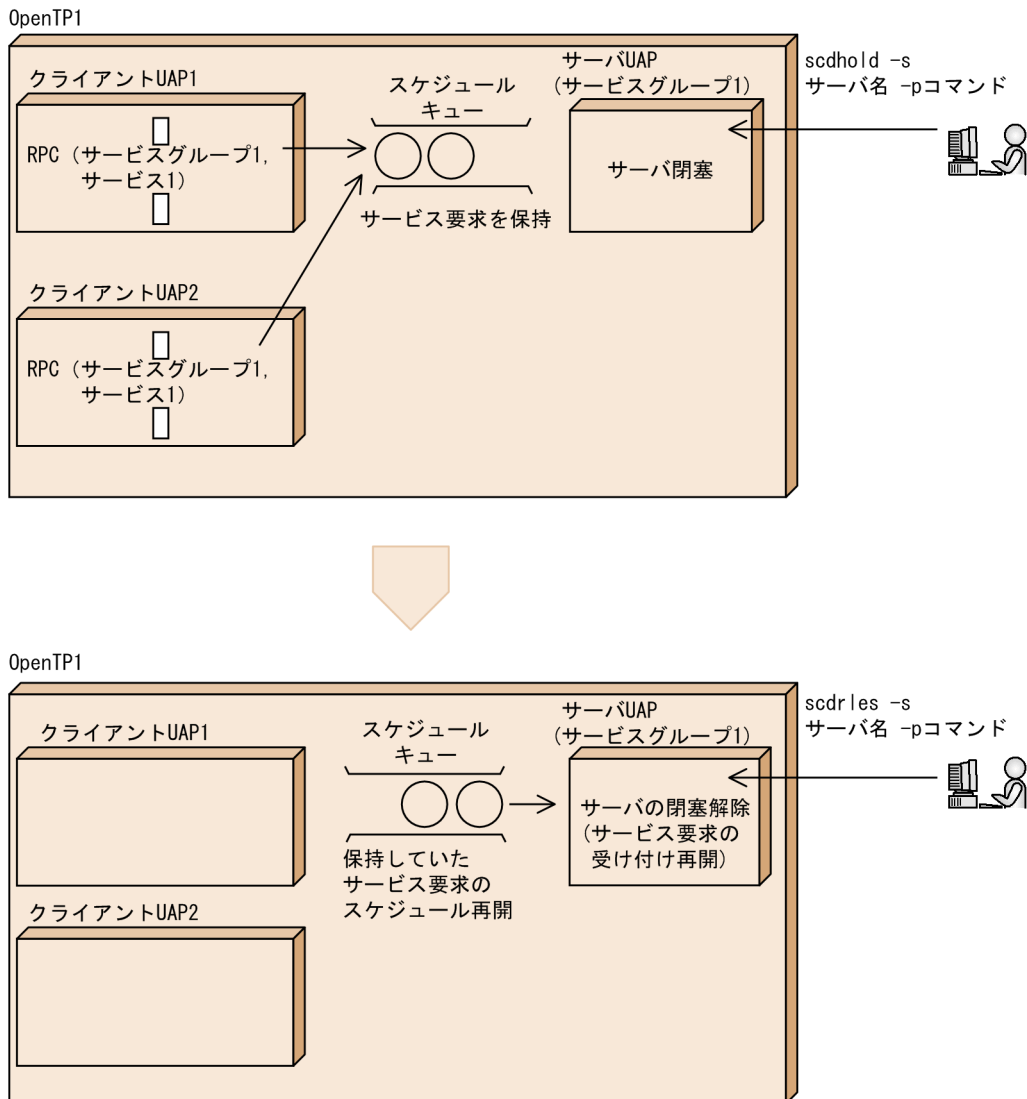 OpenTP1
クライアントUAP1
RPC（サービスグループ1,
サービス1）
スケジュール
キュー
サービス要求を保持
サーバUAP
（サービスグループ1）
サーバ閉塞
scdhold -s
サーバ名 -pコマンド
クライアントUAP2
RPC（サービスグループ1,
サービス1）
OpenTP1
クライアントUAP1
スケジュール
キュー
保持していた
サービス要求の
スケジュール再開
サーバUAP
（サービスグループ1）
サーバの閉塞解除
（サービス要求の
受け付け再開）
scdrles -s
サーバ名 -pコマンド
クライアントUAP2